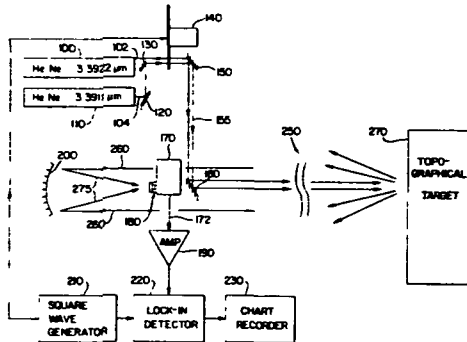 140
100
102
130
He Ne 3 3922 μm
150
He Ne 3 3911 μm
104
120
110
155
170
250
270
200
260
TOPO-
GRAPHICAL
TARGET
275
180
160
260
172
AMP
190
210
220
230
SQUARE
WAVE
GENERATOR
LOCK-IN
DETECTOR
CHART
RECORDER